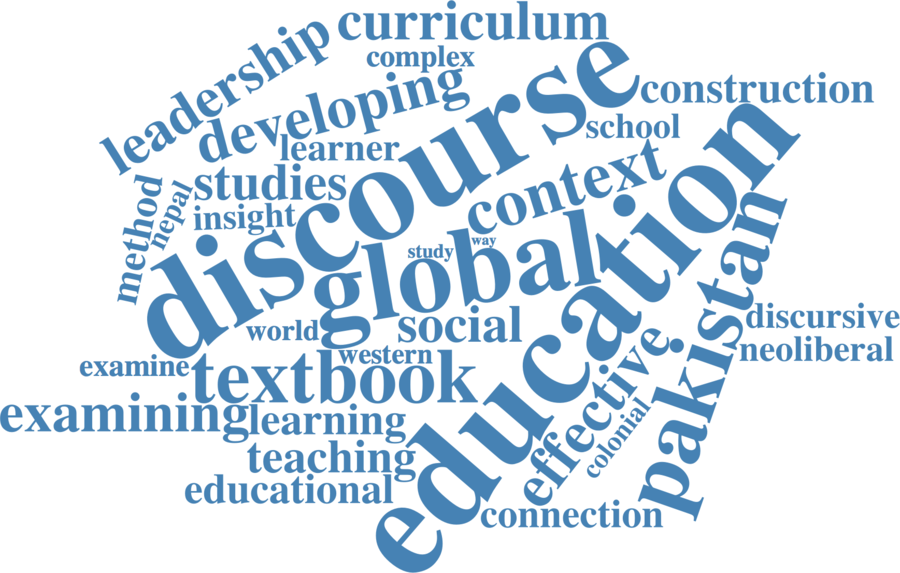 curriculum
leadership
complex
developing
discourse
construction
school
learner
education
studies
context
method
nepal
insight
way
study
global
pakistan
world
social
discursive
western
neoliberal
examine
textbook
effective
examining
learning
colonial
teaching
educational
connection